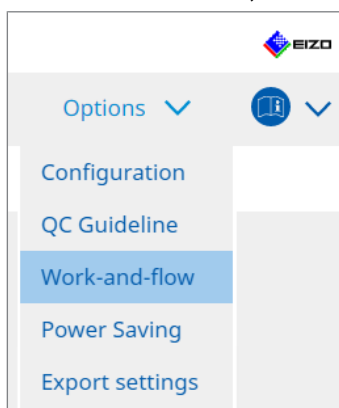 EIZO
Options
Configuration
QC Guideline
Work-and-flow
Power Saving
Export settings